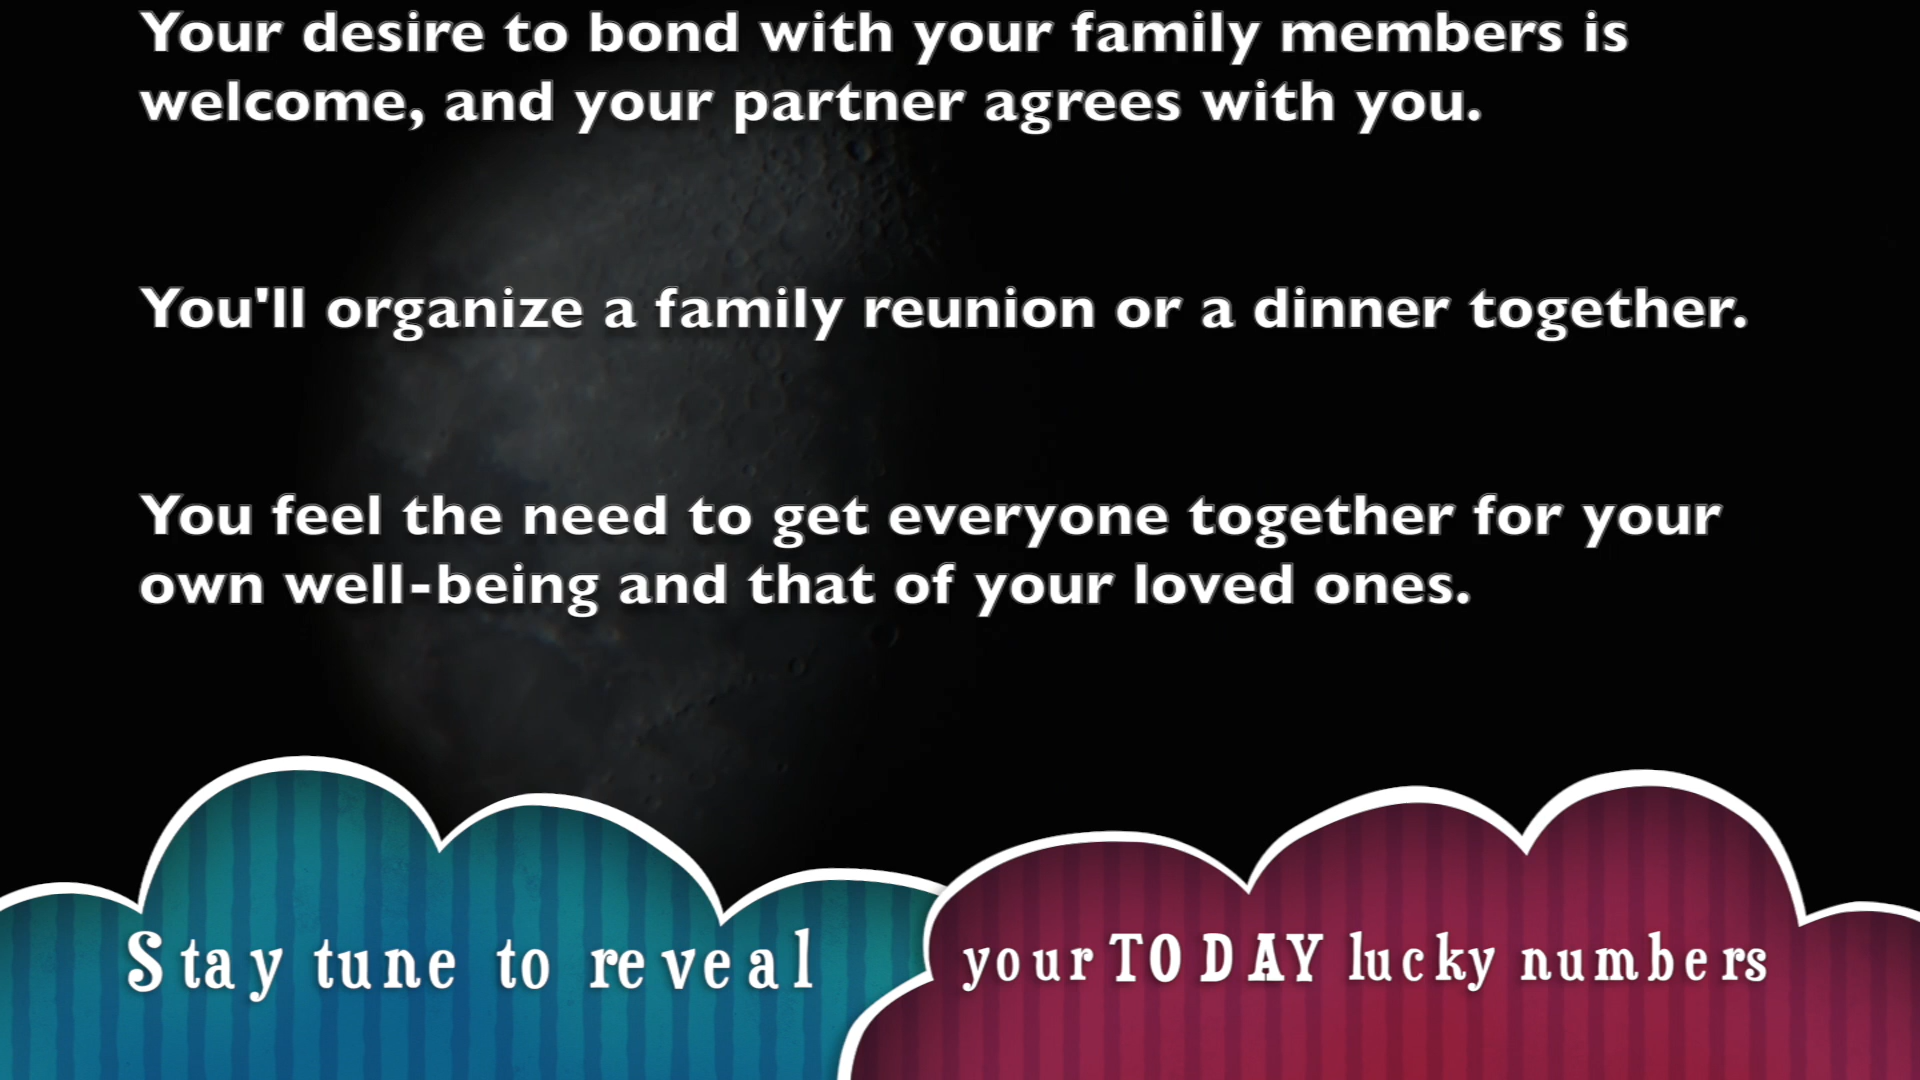 Your desire to bond with your family members is
welcome, and your partner agrees with you.
You'll organize a family reunion or a dinner together.
You feel the need to get everyone together for your
own well-being and that of your loved ones.
Stay tune to reveal
your TODAY lucky numbers